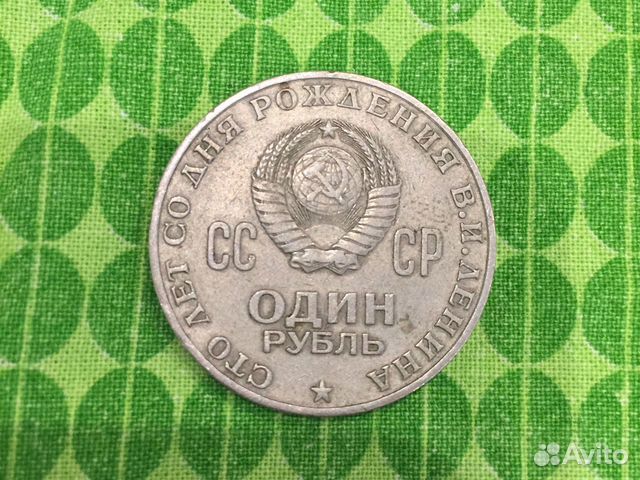 СТО ЛЕТ СО ДНЯ РОЖДЕНИЯ В.И.ЛЕНИНА
СС СР
ОДИН
РУБЛЬ
Avito